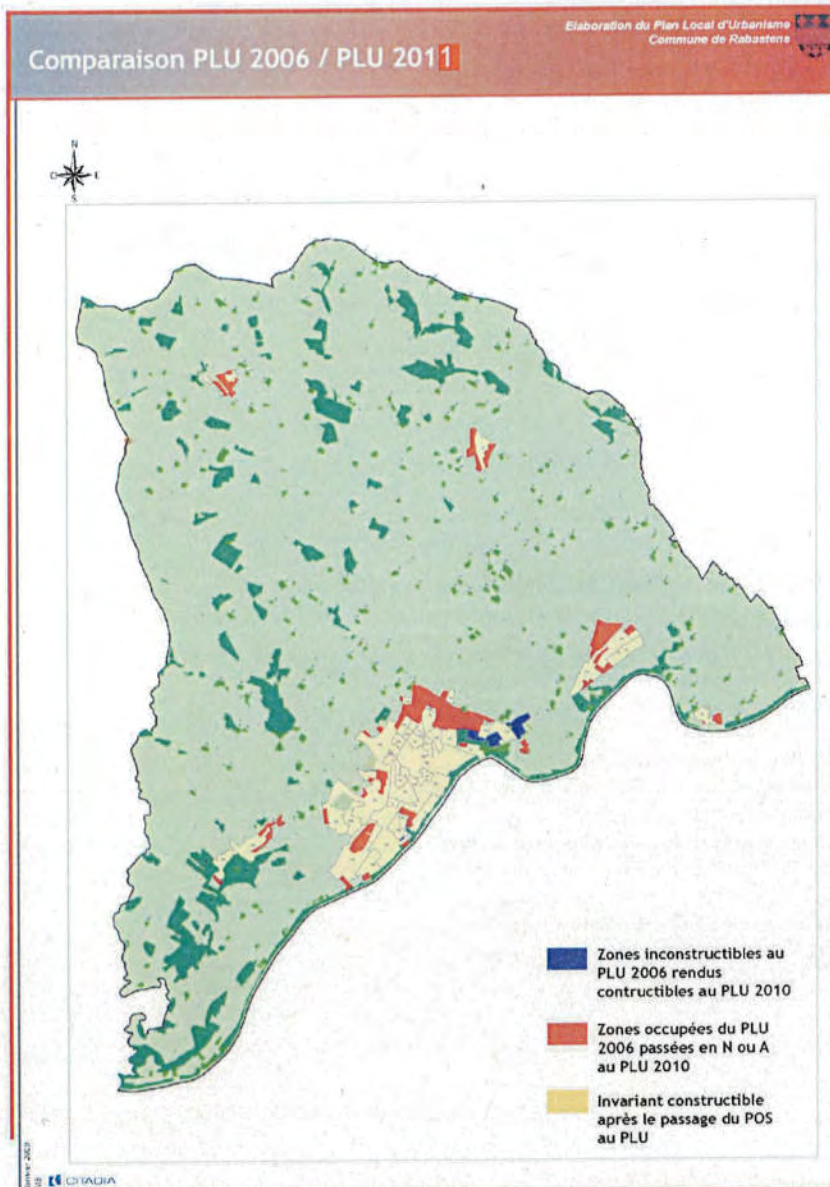 Elaboration du Plan Local d'Urbanisme
Commune de Rabastens
Comparaison PLU 2006 / PLU 2011
N
O E
S
Zones inconstructibles au
PLU 2006 rendus
contructibles au PLU 2010
Zones occupées du PLU
2006 passées en N ou A
au PLU 2010
Invariant constructible
après le passage du POS
au PLU
CITADIA